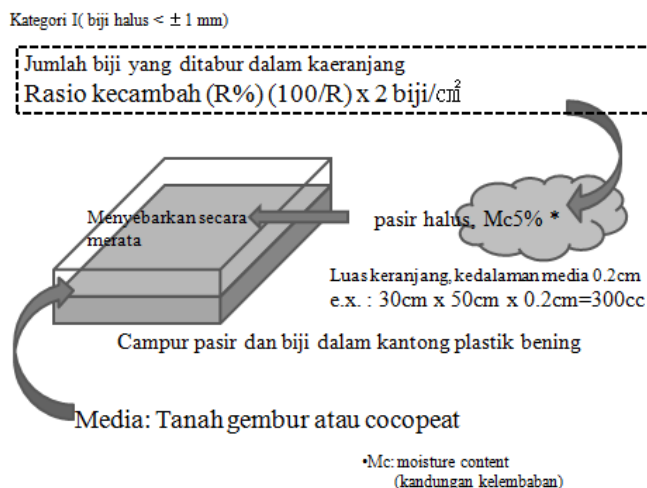 Kategori I( biji halus < ± 1 mm)
Jumlah biji yang ditabur dalam kaeranjang
Rasio kecambah (R%) (100/R) x 2 biji/㎠
Menyebarkan secara
merata
pasir halus, Mc5% *
Luas keranjang, kedalaman media 0.2cm
e.x. : 30cm x 50cm x 0.2cm=300cc
Campur pasir dan biji dalam kantong plastik bening
Media: Tanah gembur atau cocopeat
•Mc: moisture content
(kandungan kelembaban)